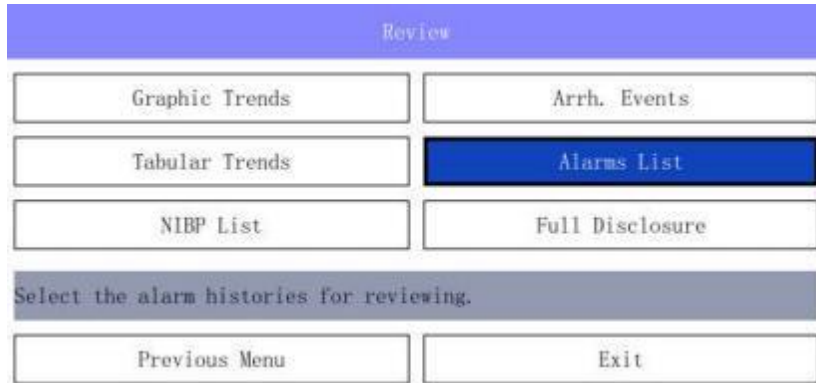 Review
Graphic Trends Arrh. Events
Tabular Trends Alarms List
NIBP List Full Disclosure
Select the alarm histories for reviewing.
Previous Menu Exit